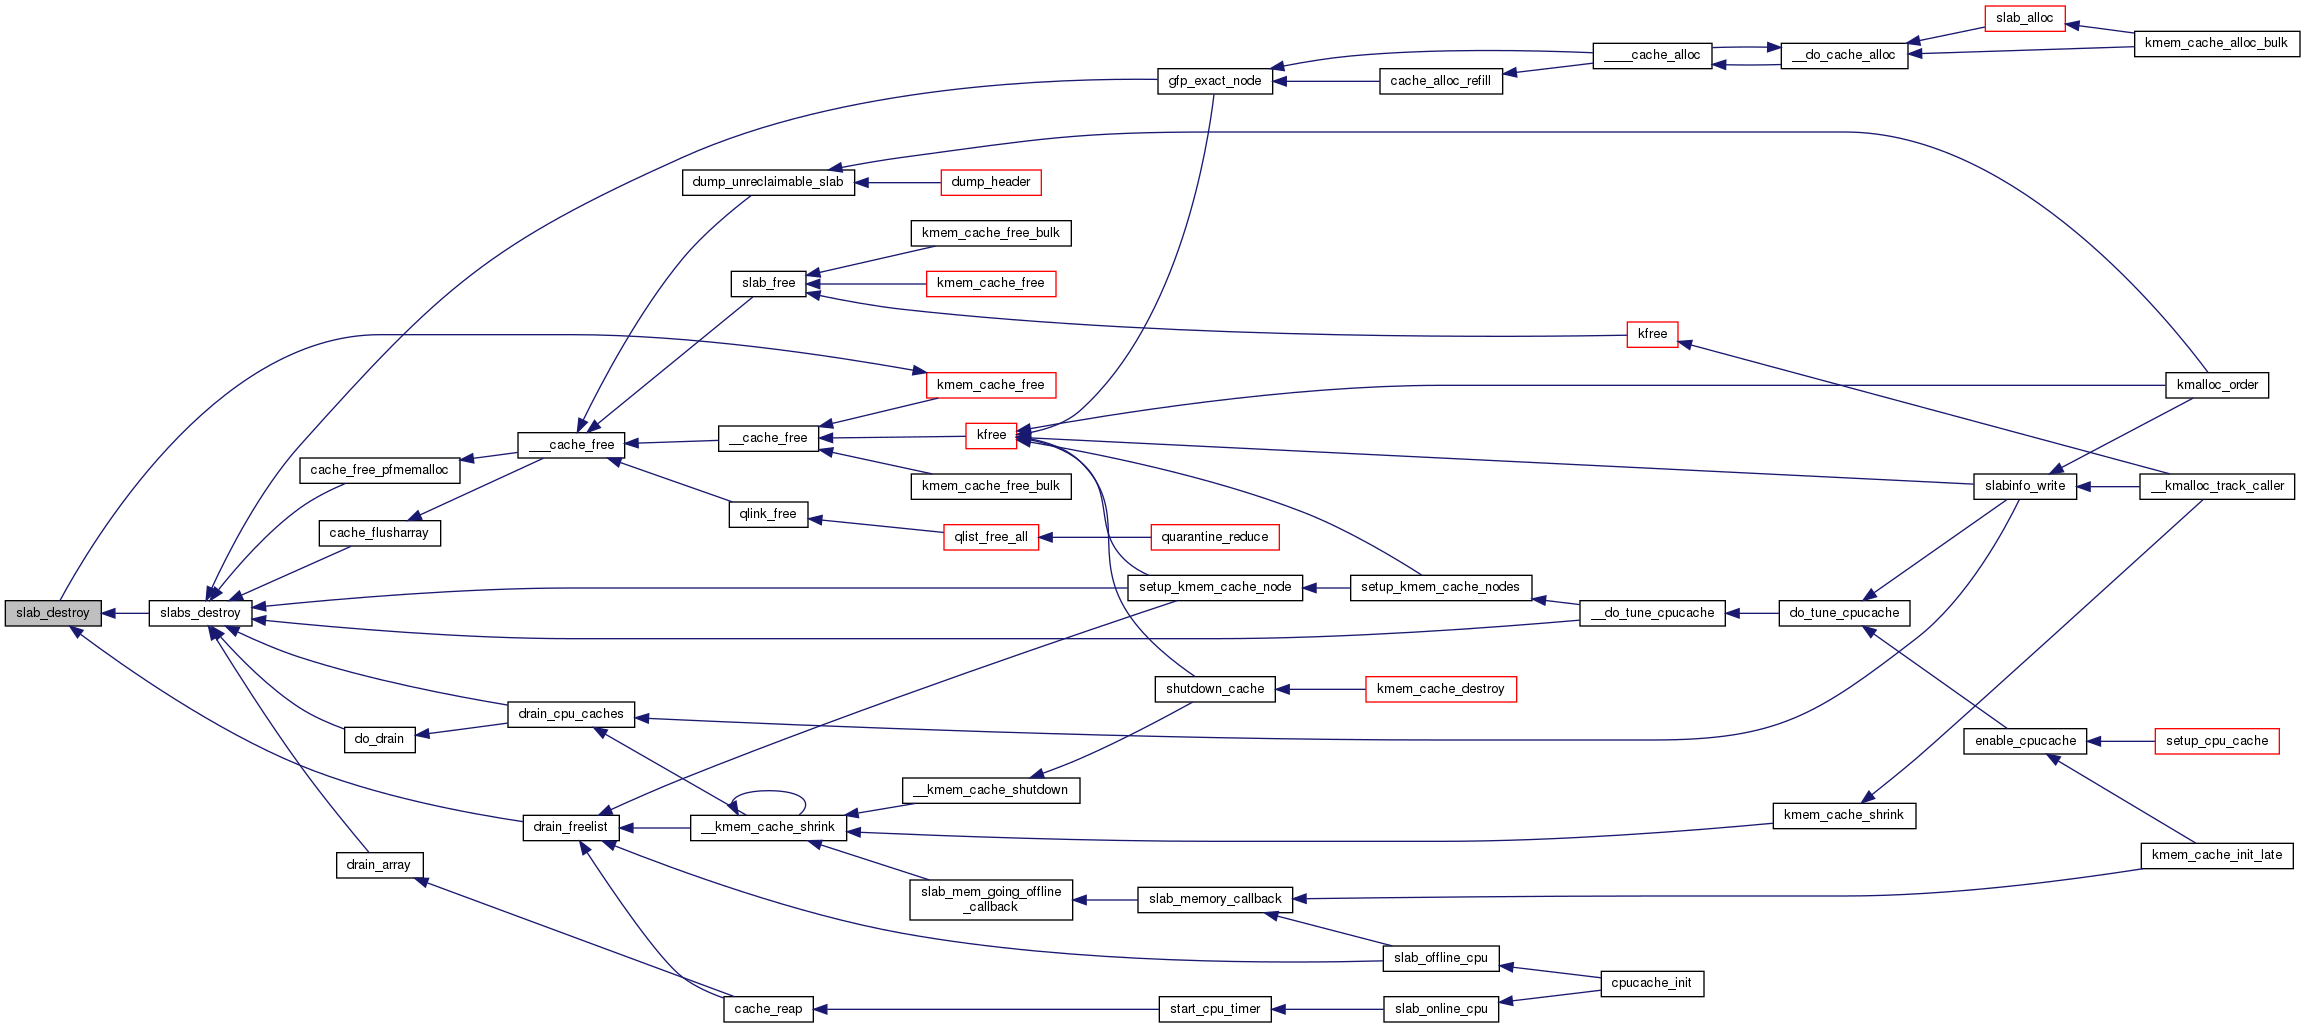 slab_alloc
kmem_cache_alloc_bulk
____cache_alloc
__do_cache_alloc
gfp_exact_node
cache_alloc_refill
dump_unreclaimable_slab
dump_header
kmem_cache_free_bulk
slab_free
kmem_cache_free
kfree
kmem_cache_free
kmalloc_order
___cache_free
__cache_free
kfree
cache_free_pfmemalloc
kmem_cache_free_bulk
slabinfo_write
__kmalloc_track_caller
qlink_free
cache_flusharray
qlist_free_all
quarantine_reduce
setup_kmem_cache_node
setup_kmem_cache_nodes
slab_destroy
slabs_destroy
__do_tune_cpucache
do_tune_cpucache
shutdown_cache
kmem_cache_destroy
drain_cpu_caches
do_drain
enable_cpucache
setup_cpu_cache
__kmem_cache_shutdown
kmem_cache_shrink
drain_freelist
__kmem_cache_shrink
kmem_cache_init_late
drain_array
slab_mem_going_offline
_callback
slab_memory_callback
slab_offline_cpu
cpucache_init
cache_reap
start_cpu_timer
slab_online_cpu